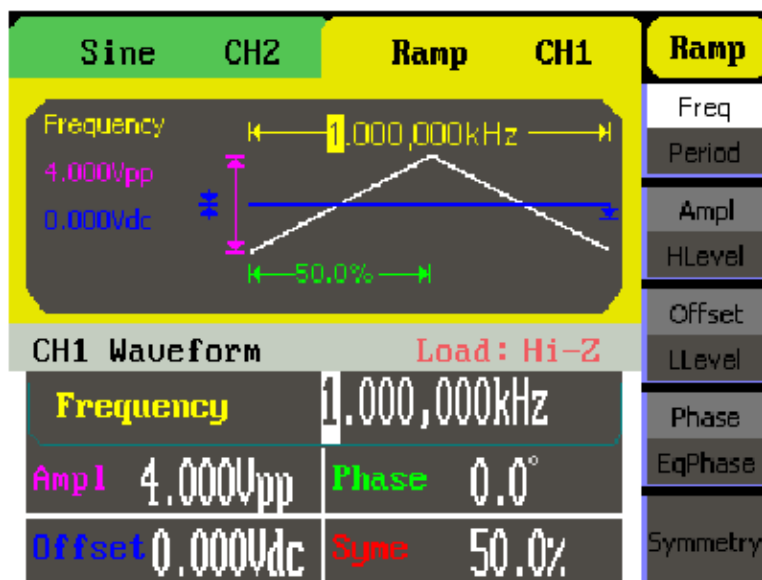 Sine CH2 Ramp CH1 Ramp
Freq
Period
Ampl
HLevel
Offset
LLevel
Phase
EqPhase
Symmetry
Frequency 1.000,000kHz
4.000Vpp
0.000Vdc
50.0%
CH1 Waveform Load: Hi-Z
Frequency 1.000,000kHz
Ampl 4.000Vpp Phase 0.0°
Offset 0.000Vdc Syme 50.0%